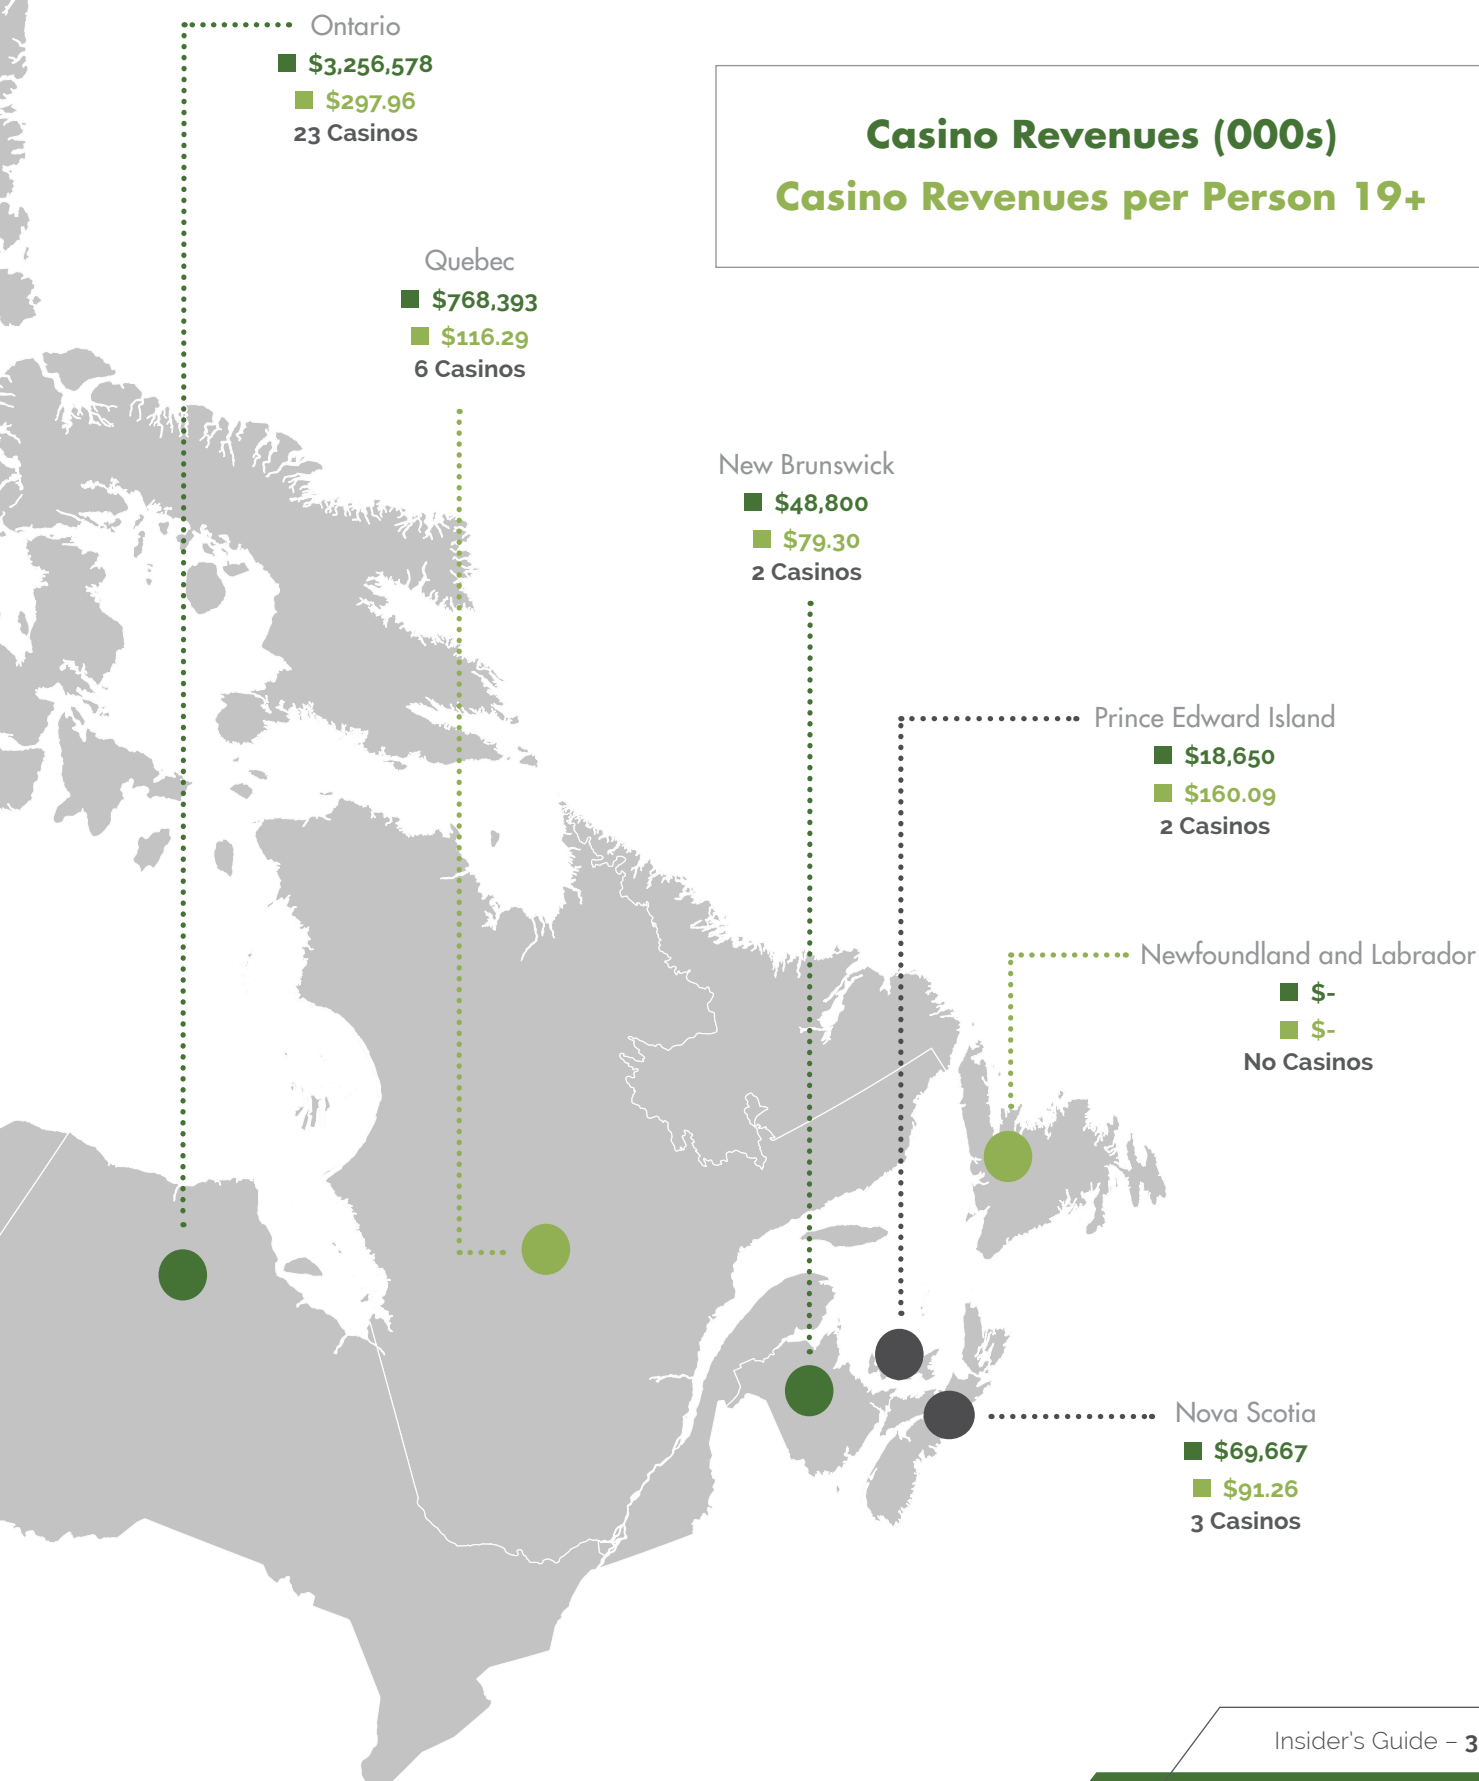 Ontario
$3,256,578
$297.96
23 Casinos
Casino Revenues (000s)
Casino Revenues per Person 19+
Quebec
$768,393
$116.29
6 Casinos
New Brunswick
$48,800
$79.30
2 Casinos
Prince Edward Island
$18,650
$160.09
2 Casinos
Newfoundland and Labrador
$-
$-
No Casinos
Nova Scotia
$69,667
$91.26
3 Casinos
Insider's Guide – 3